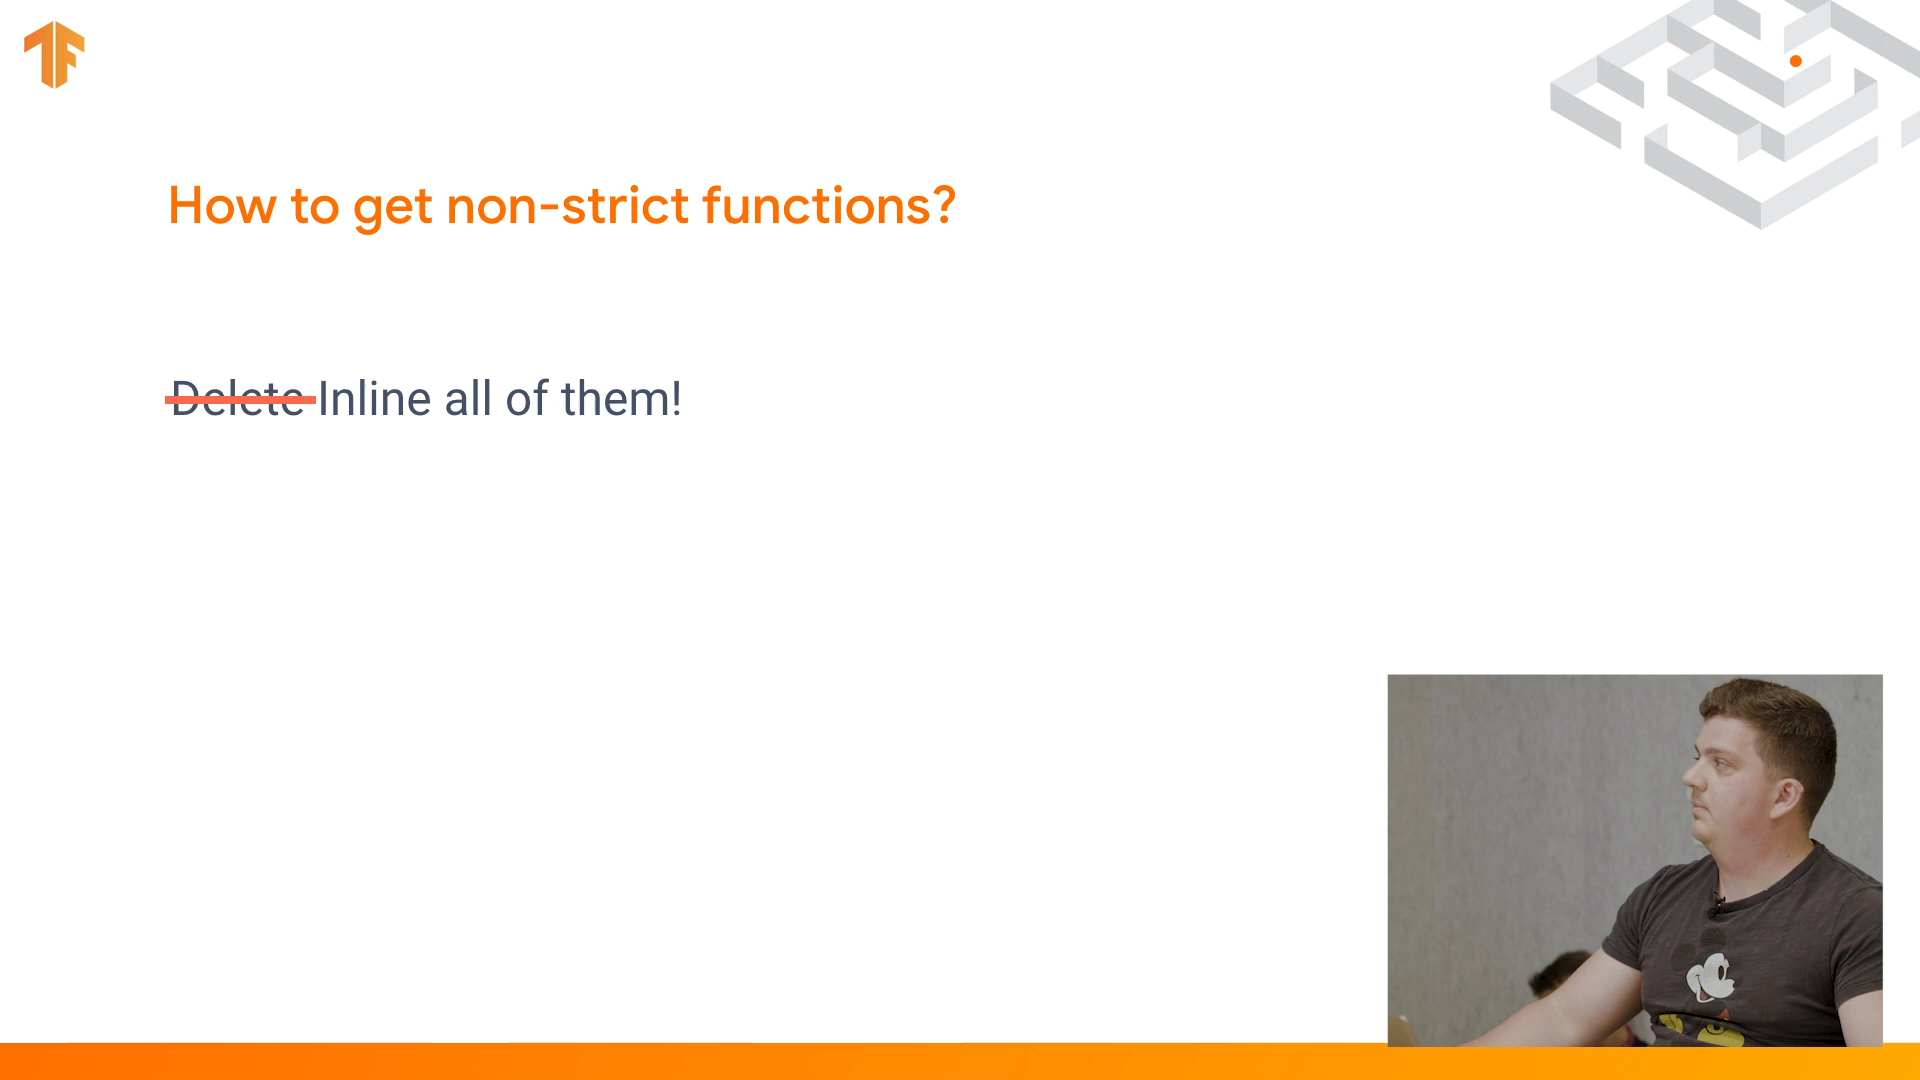 How to get non-strict functions?
Delete Inline all of them!